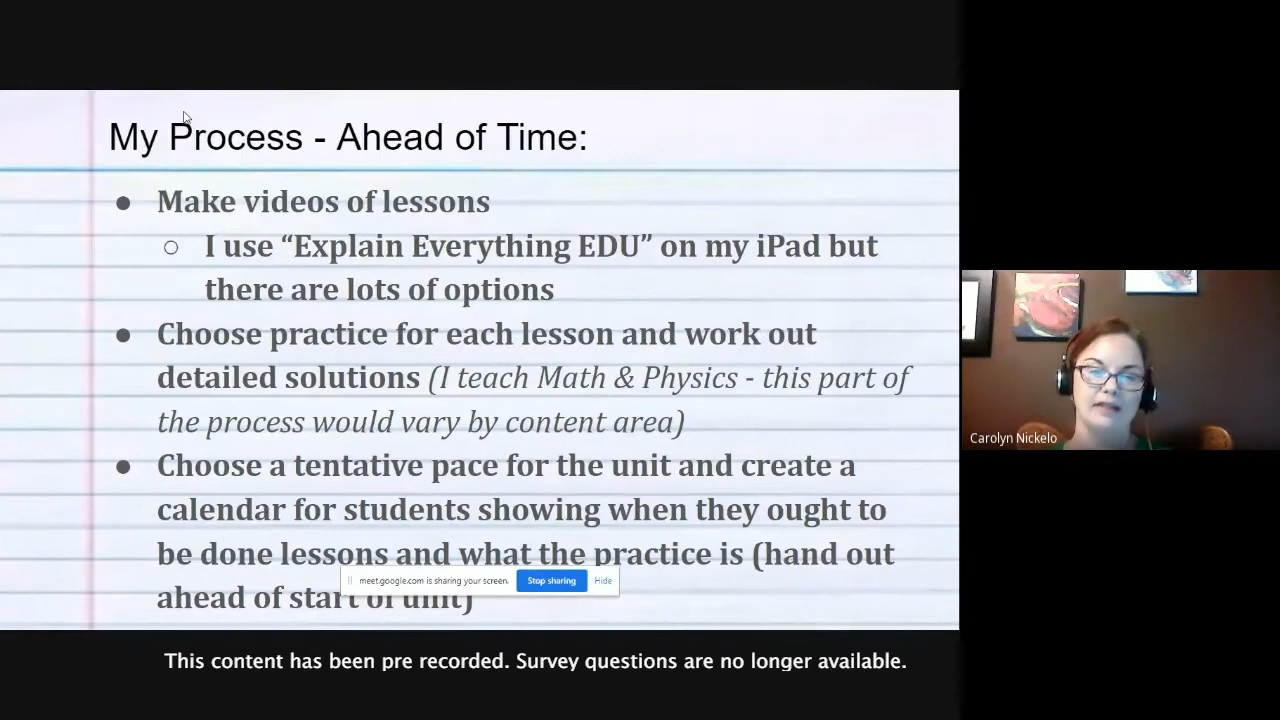 My Process - Ahead of Time:
● Make videos of lessons
○ I use “Explain Everything EDU” on my iPad but
there are lots of options
● Choose practice for each lesson and work out
detailed solutions (I teach Math & Physics - this part of
the process would vary by content area)
● Choose a tentative pace for the unit and create a
calendar for students showing when they ought to
be done lessons and what the practice is (hand out
ahead of start of unit)
meet.google.com is sharing your screen. Stop sharing Hide
Carolyn Nickelo
This content has been pre recorded. Survey questions are no longer available.